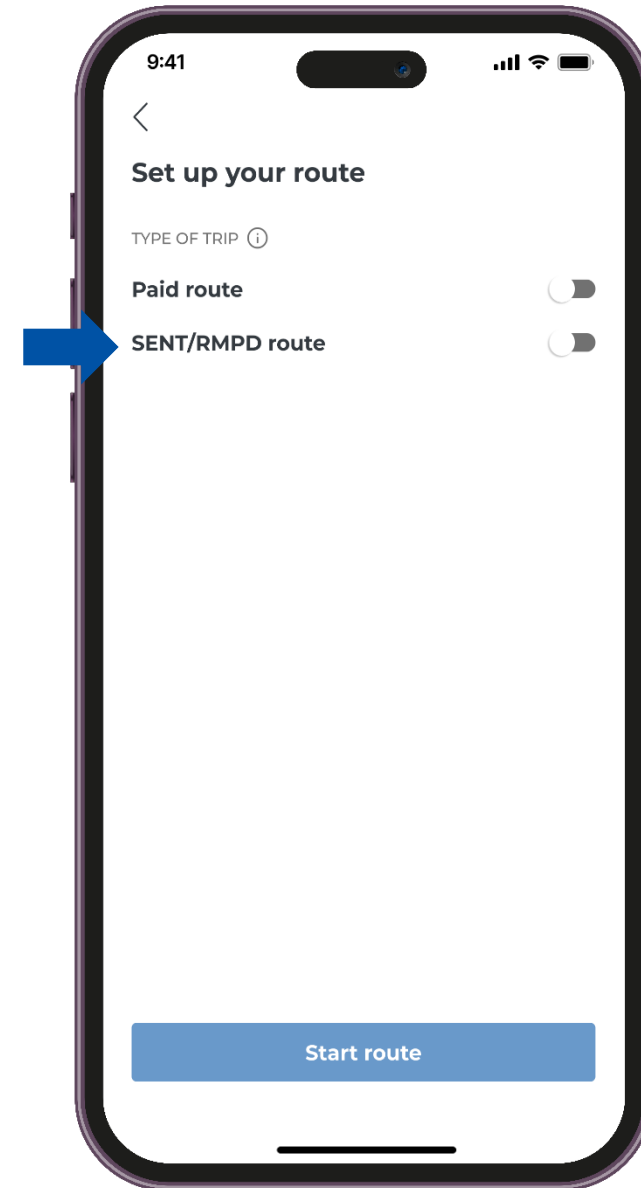 9:41
Set up your route
TYPE OF TRIP
Paid route
SENT/RMPD route
Start route